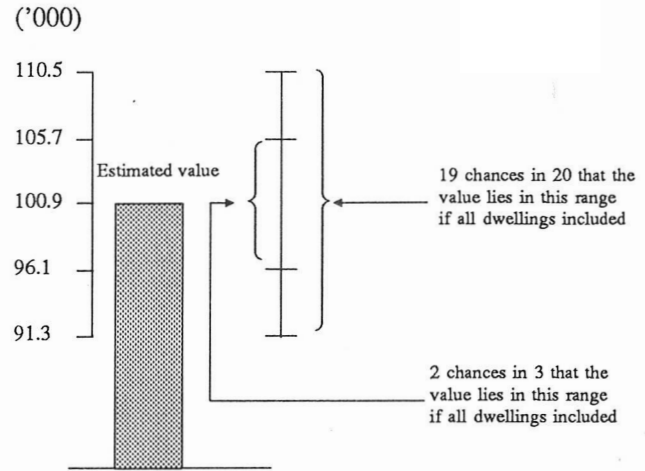 ('000)
110.5
105.7
Estimated value
100.9
96.1
91.3
19 chances in 20 that the
value lies in this range
if all dwellings included
2 chances in 3 that the
value lies in this range
if all dwellings included